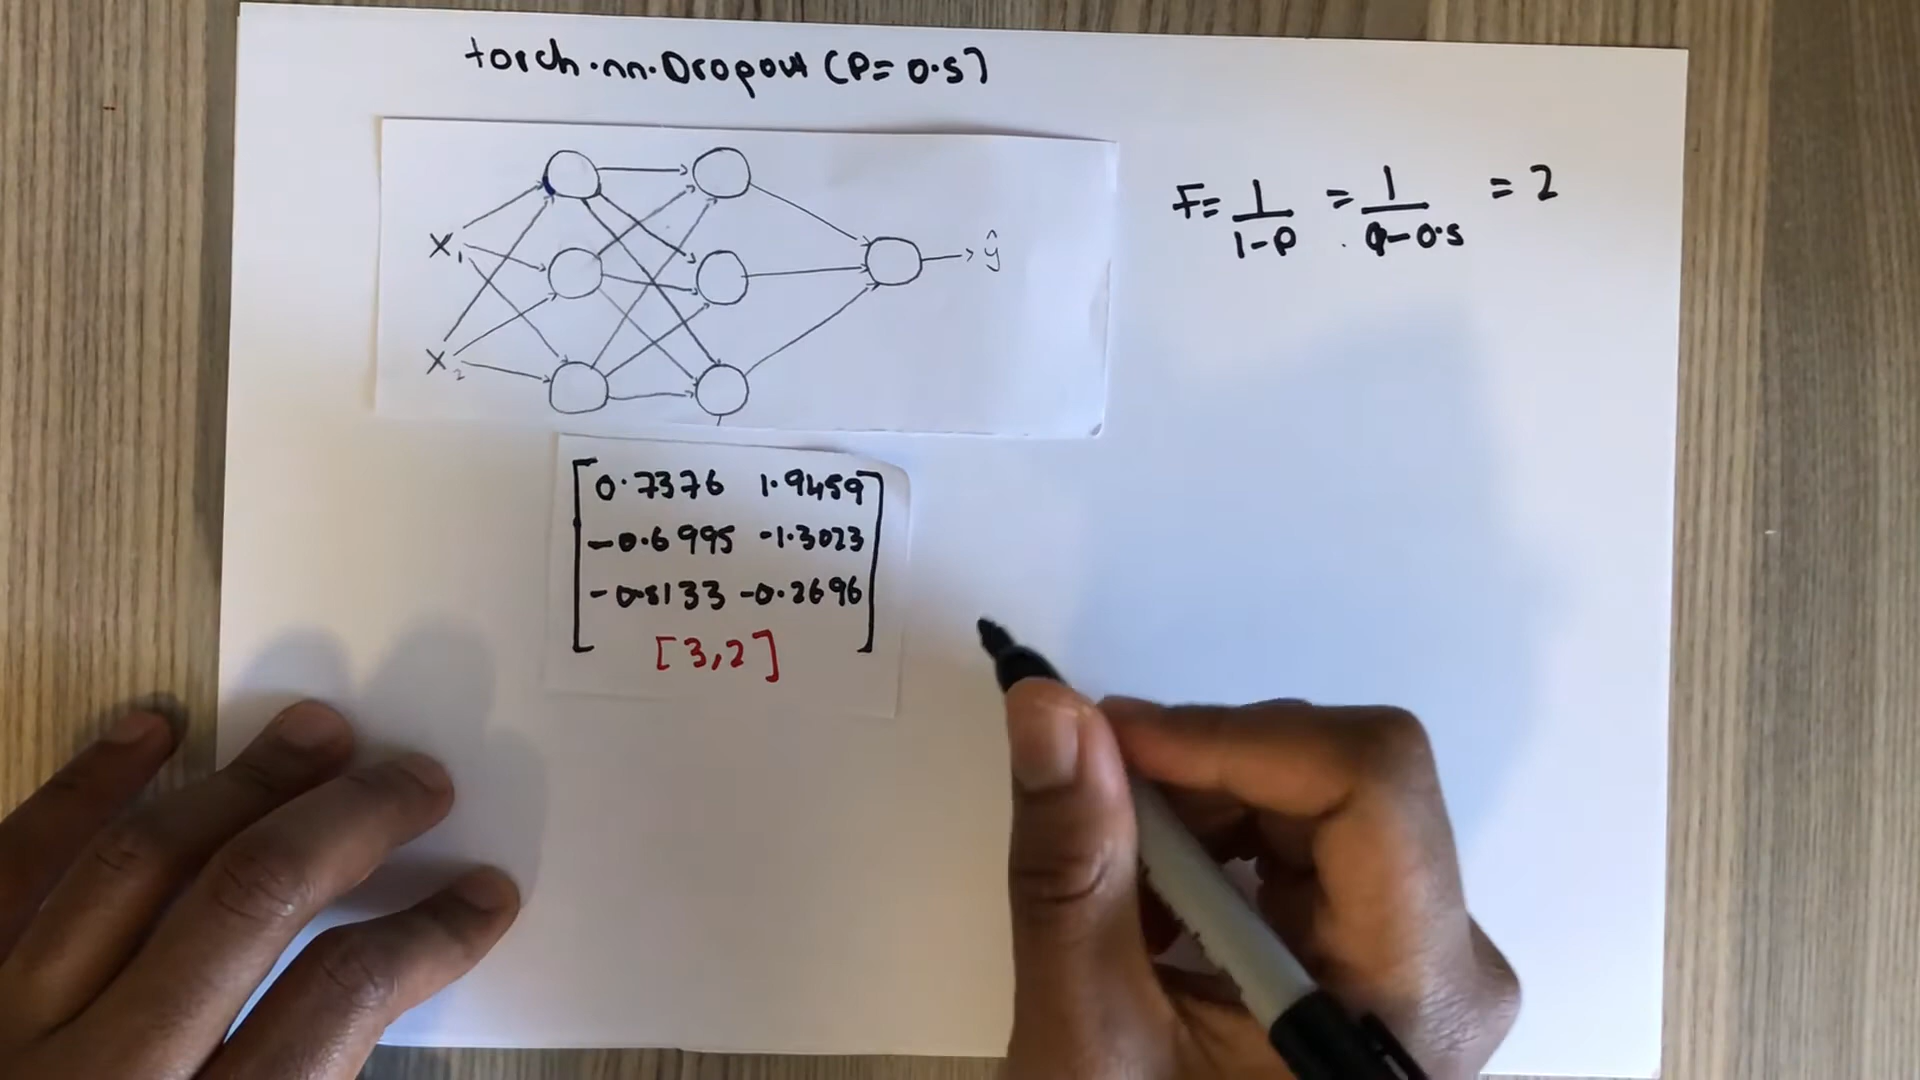 torch.nn.Dropout (P= 0.5)
F= 1/1-P = 1/1-0.5 = 2
X1
X2
ŷ
0.7376 1.9459
-0.6995 -1.3023
-0.8133 -0.2696
[3,2]